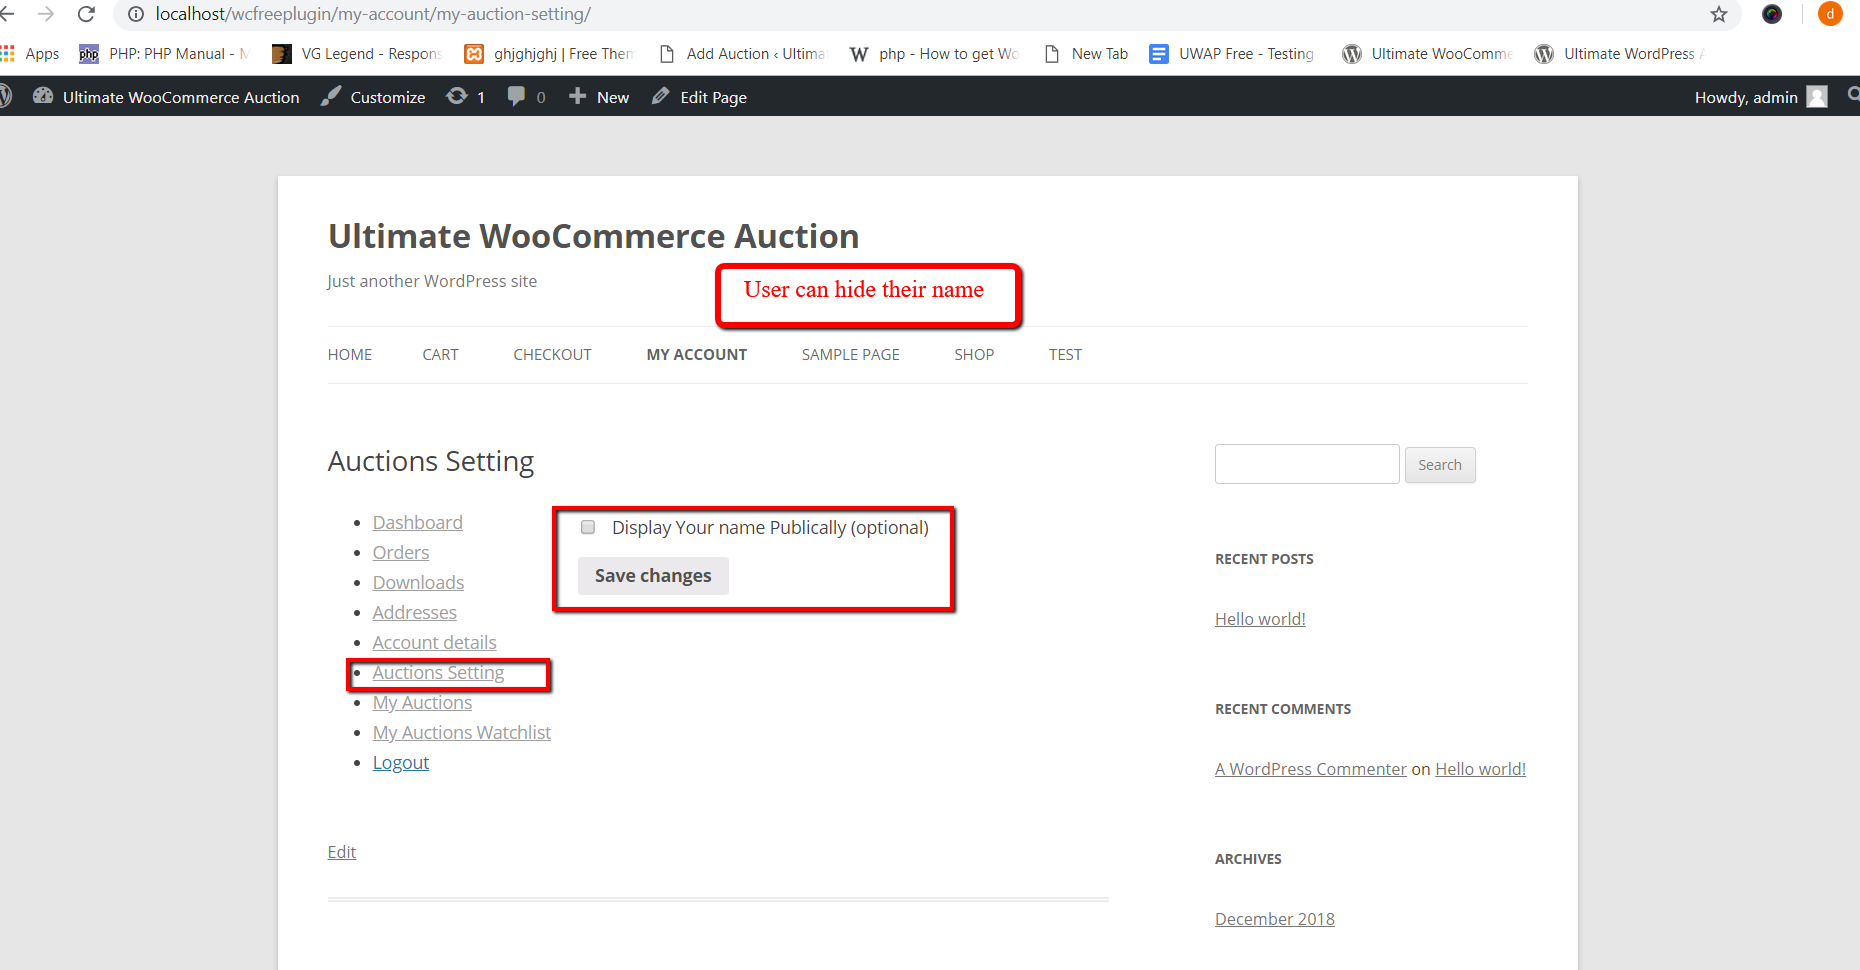 localhost/wcfreeplugin/my-account/my-auction-setting/
d
Apps
php PHP: PHP Manual - M
VG Legend - Respons
ghjghjghj | Free Them
Add Auction ‹ Ultima
W php - How to get Wo
New Tab
UWAP Free - Testing
Ultimate WooComme
Ultimate WordPress A
Ultimate WooCommerce Auction
Customize
1
0
New
Edit Page
Howdy, admin
Ultimate WooCommerce Auction
Just another WordPress site
User can hide their name
HOME
CART
CHECKOUT
MY ACCOUNT
SAMPLE PAGE
SHOP
TEST
Auctions Setting
Dashboard
Orders
Downloads
Addresses
Account details
Auctions Setting
My Auctions
My Auctions Watchlist
Logout
Display Your name Publically (optional)
Save changes
Edit
Search
RECENT POSTS
Hello world!
RECENT COMMENTS
A WordPress Commenter on Hello world!
ARCHIVES
December 2018